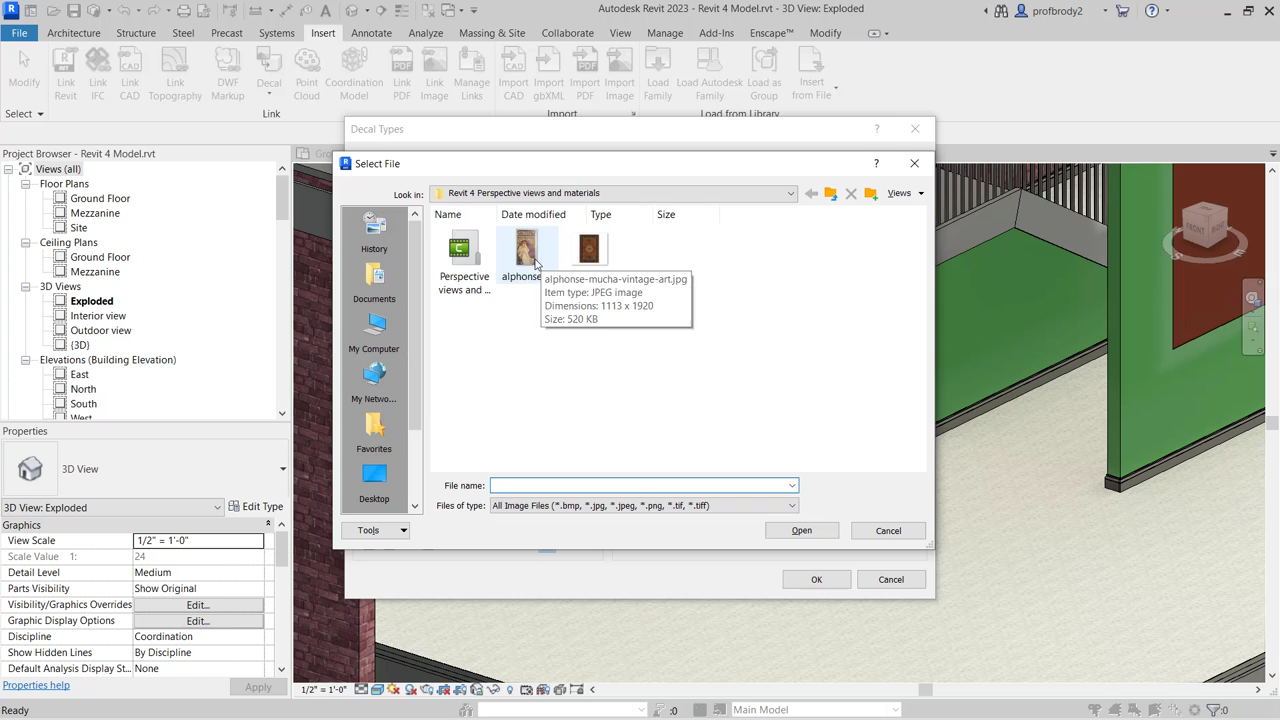 Autodesk Revit 2023 - Revit 4 Model.rvt - 3D View: Exploded
profbrody2
File Architecture Structure Steel Precast Systems Insert Annotate Analyze Massing & Site Collaborate View Manage Add-Ins Enscape™ Modify
Modify
Link Revit
Link IFC
Link CAD
Link Topography
DWF Markup
Decal
Point Cloud
Coordination Model
Link PDF
Link Image
Manage Links
Import CAD
Import gbXML
Import PDF
Import Image
Load Family
Load Autodesk Family
Load as Group
Insert from File
Select
Link
Import
Load from Library
Project Browser - Revit 4 Model.rvt
Views (all)
Floor Plans
Ground Floor
Mezzanine
Site
Ceiling Plans
Ground Floor
Mezzanine
3D Views
Exploded
Interior view
Outdoor view
{3D}
Elevations (Building Elevation)
East
North
South
West
Properties
3D View
3D View: Exploded
Edit Type
Graphics
View Scale 1/2" = 1'-0"
Scale Value 1: 24
Detail Level Medium
Parts Visibility Show Original
Visibility/Graphics Overrides Edit...
Graphic Display Options Edit...
Discipline Coordination
Show Hidden Lines By Discipline
Default Analysis Display St... None
Properties help
Apply
Ready
Decal Types
Select File
Look in: Revit 4 Perspective views and materials
Views
Name Date modified Type Size
History
Documents
My Computer
My Netwo...
Favorites
Desktop
Perspective views and ...
alphonse
alphonse-mucha-vintage-art.jpg
Item type: JPEG image
Dimensions: 1113 x 1920
Size: 520 KB
File name:
Files of type: All Image Files (*.bmp, *.jpg, *.jpeg, *.png, *.tif, *.tiff)
Tools
Open
Cancel
OK
Cancel
1/2" = 1'-0"
:0
Main Model
:0